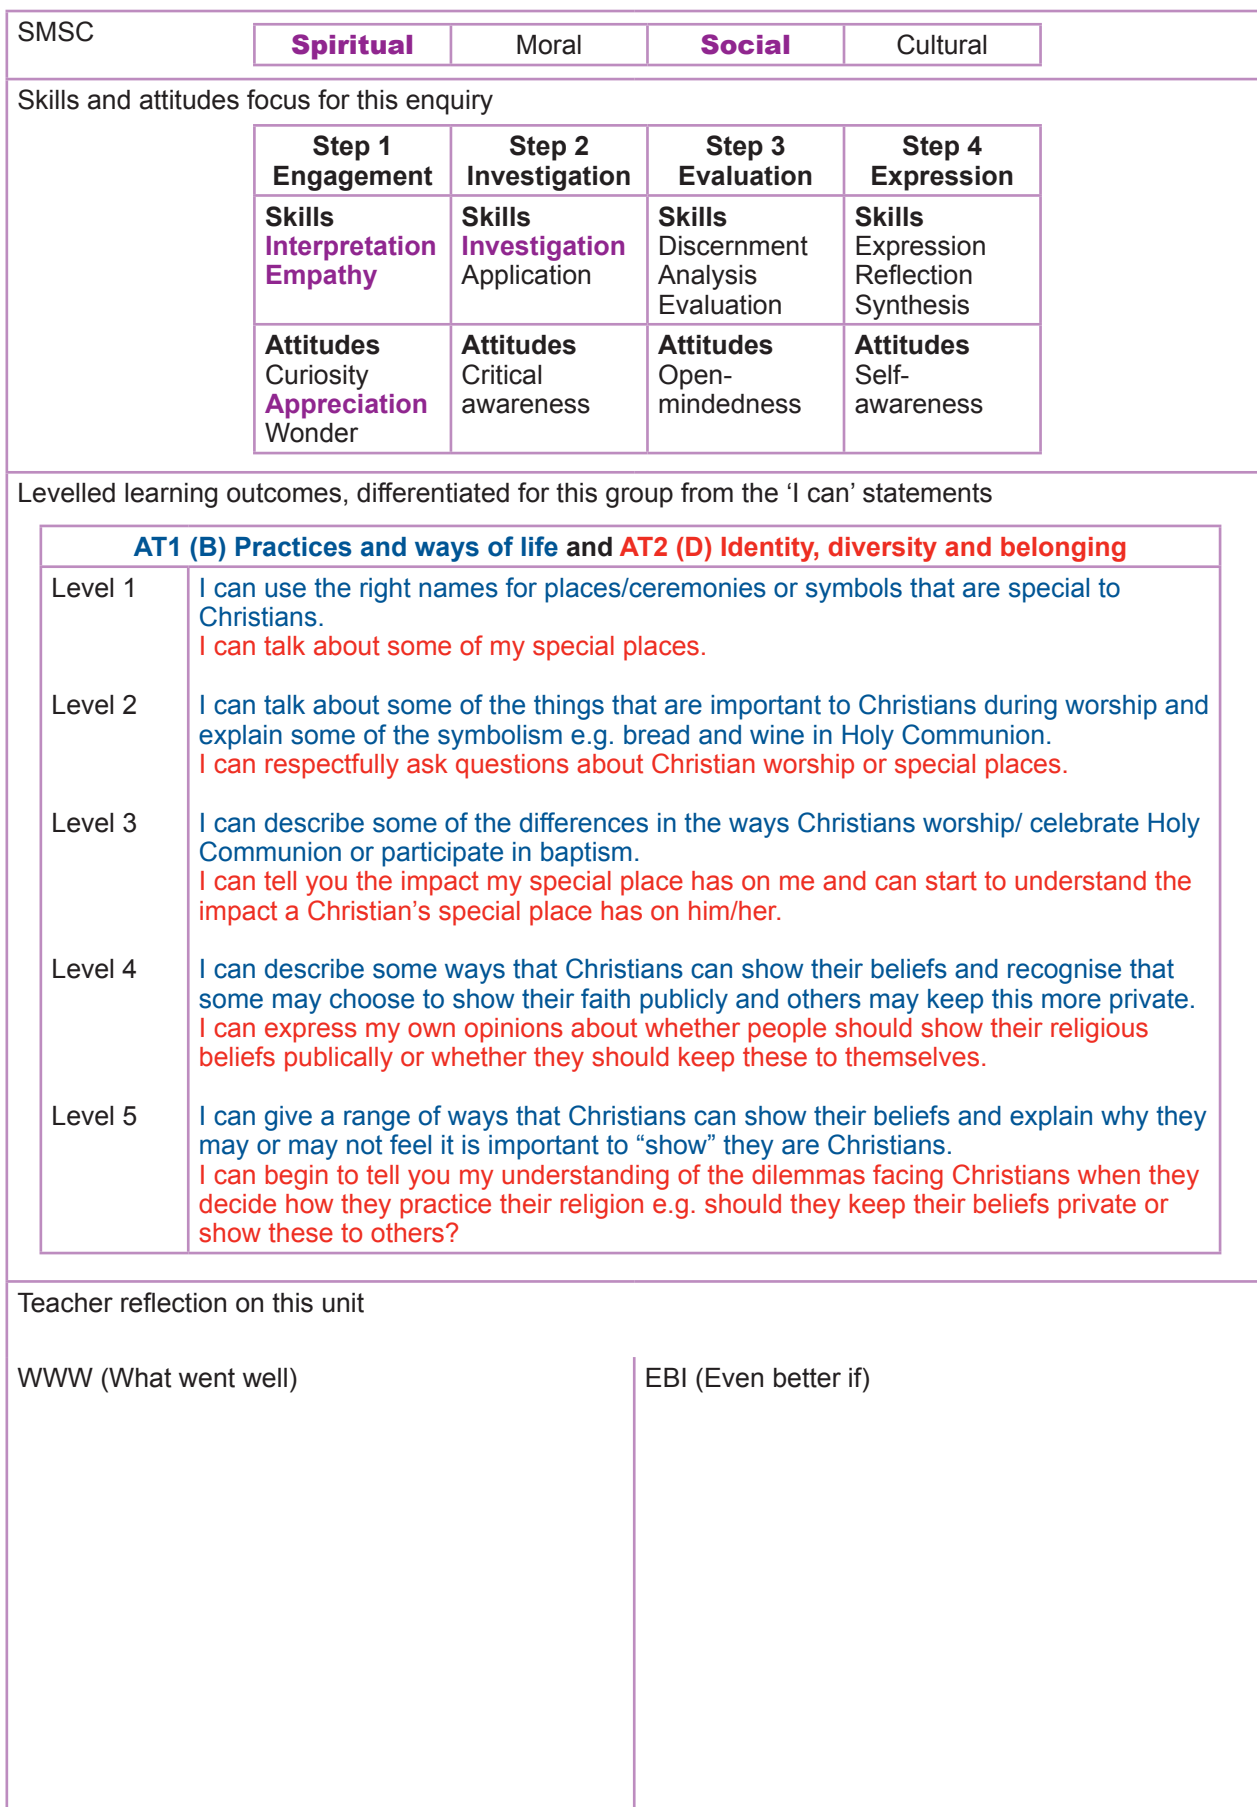 SMSC
Spiritual Moral Social Cultural
Skills and attitudes focus for this enquiry
Step 1 Step 2 Step 3 Step 4
Engagement Investigation Evaluation Expression
Skills Skills Skills Skills
Interpretation Investigation Discernment Expression
Empathy Application Analysis Reflection
Evaluation Synthesis
Attitudes Attitudes Attitudes Attitudes
Curiosity Critical Open- Self-
Appreciation awareness mindedness awareness
Wonder
Levelled learning outcomes, differentiated for this group from the ‘I can’ statements
AT1 (B) Practices and ways of life and AT2 (D) Identity, diversity and belonging
Level 1 I can use the right names for places/ceremonies or symbols that are special to
Christians.
I can talk about some of my special places.
Level 2 I can talk about some of the things that are important to Christians during worship and
explain some of the symbolism e.g. bread and wine in Holy Communion.
I can respectfully ask questions about Christian worship or special places.
Level 3 I can describe some of the differences in the ways Christians worship/ celebrate Holy
Communion or participate in baptism.
I can tell you the impact my special place has on me and can start to understand the
impact a Christian’s special place has on him/her.
Level 4 I can describe some ways that Christians can show their beliefs and recognise that
some may choose to show their faith publicly and others may keep this more private.
I can express my own opinions about whether people should show their religious
beliefs publically or whether they should keep these to themselves.
Level 5 I can give a range of ways that Christians can show their beliefs and explain why they
may or may not feel it is important to “show” they are Christians.
I can begin to tell you my understanding of the dilemmas facing Christians when they
decide how they practice their religion e.g. should they keep their beliefs private or
show these to others?
Teacher reflection on this unit
WWW (What went well) EBI (Even better if)